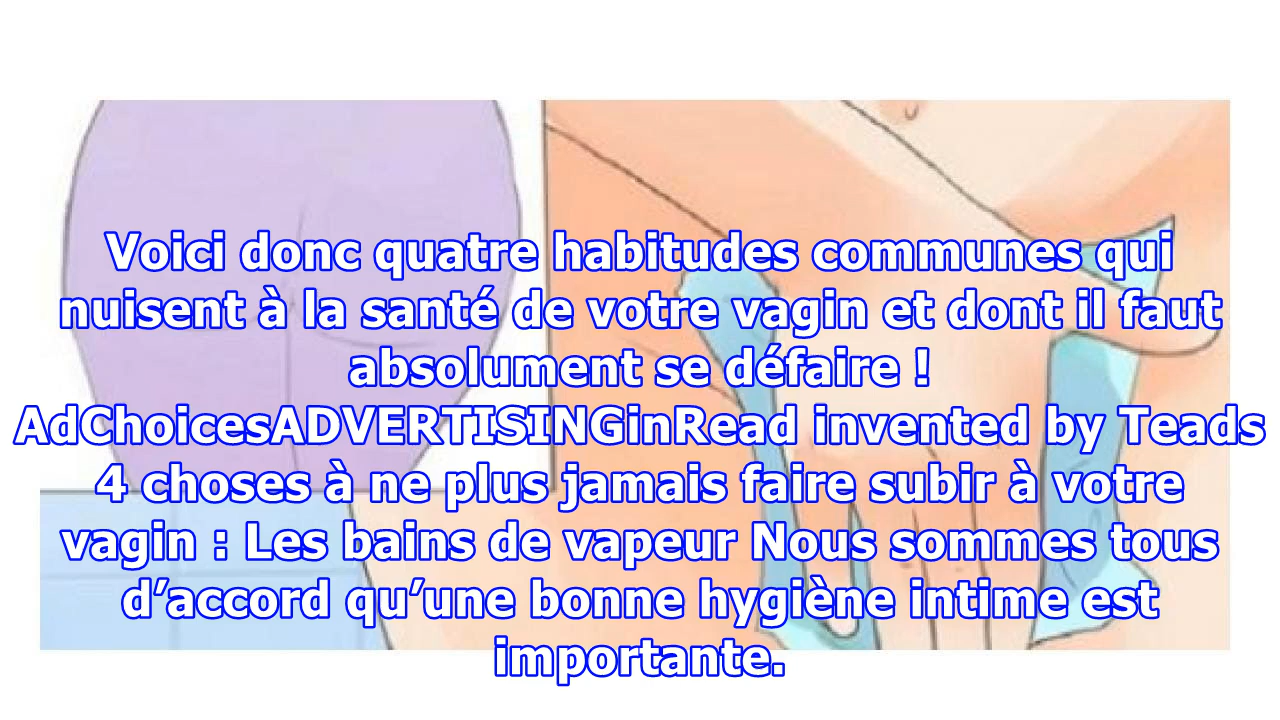 Voici donc quatre habitudes communes qui
nuisent à la santé de votre vagin et dont il faut
absolument se défaire !
AdChoicesADVERTISINGinRead invented by Teads
4 choses à ne plus jamais faire subir à votre
vagin : Les bains de vapeur Nous sommes tous
d’accord qu’une bonne hygiène intime est
importante.